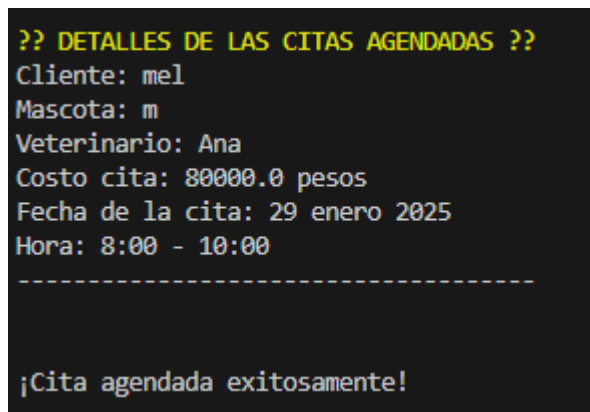 ?? DETALLES DE LAS CITAS AGENDADAS ??
Cliente: mel
Mascota: m
Veterinario: Ana
Costo cita: 80000.0 pesos
Fecha de la cita: 29 enero 2025
Hora: 8:00 - 10:00
-------------------------------------
¡Cita agendada exitosamente!